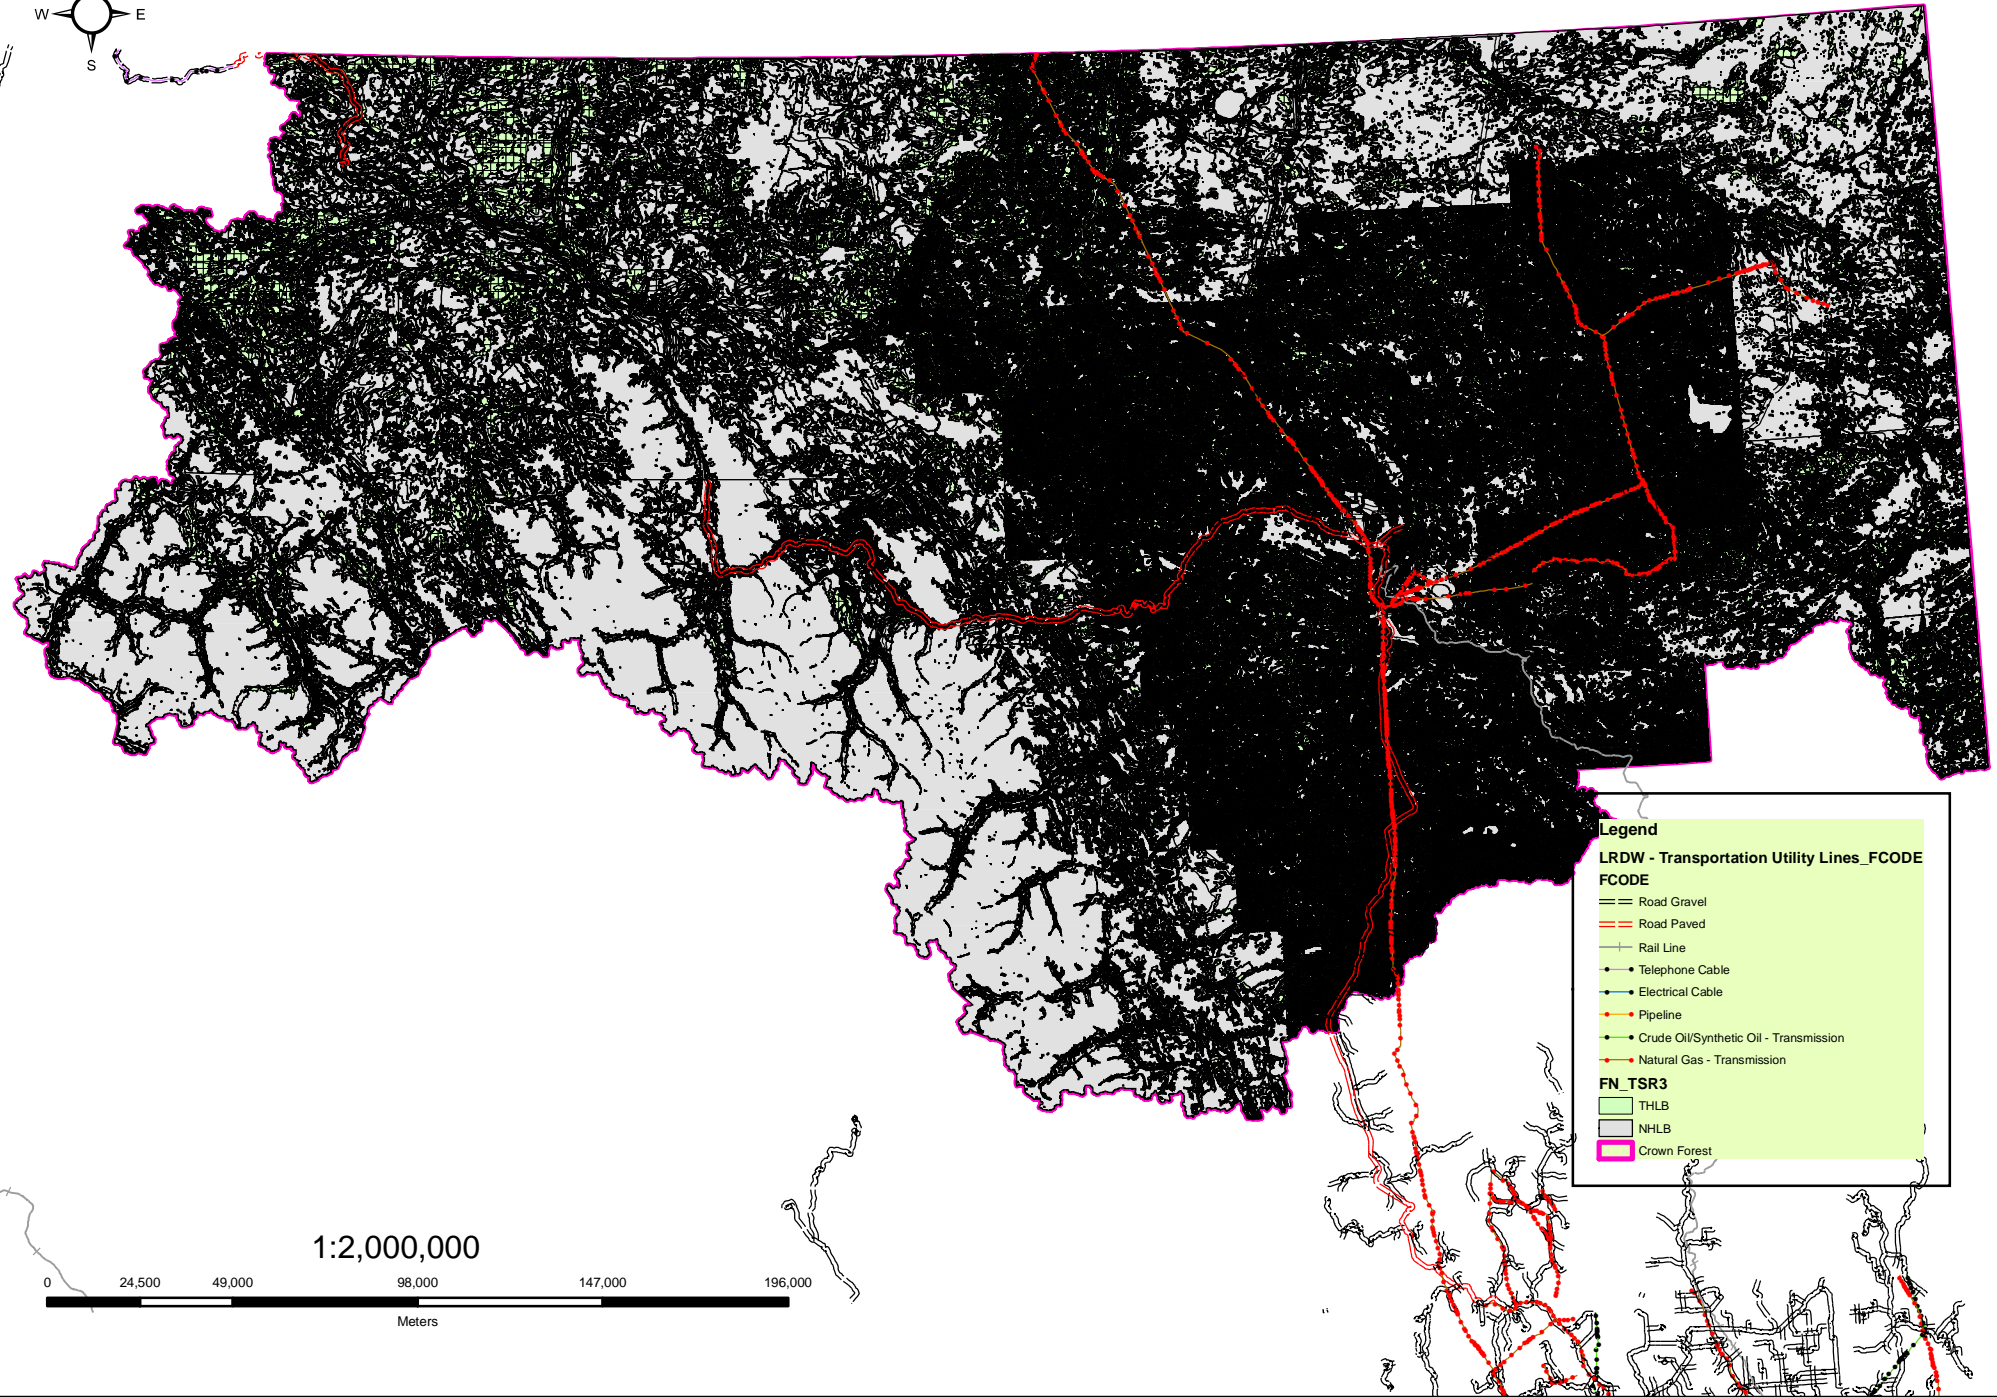 W E
S
Legend
LRDW - Transportation Utility Lines_FCODE
FCODE
Road Gravel
Road Paved
Rail Line
Telephone Cable
Electrical Cable
Pipeline
Crude Oil/Synthetic Oil - Transmission
Natural Gas - Transmission
FN_TSR3
THLB
NHLB
Crown Forest
1:2,000,000
0 24,500 49,000 98,000 147,000 196,000
Meters